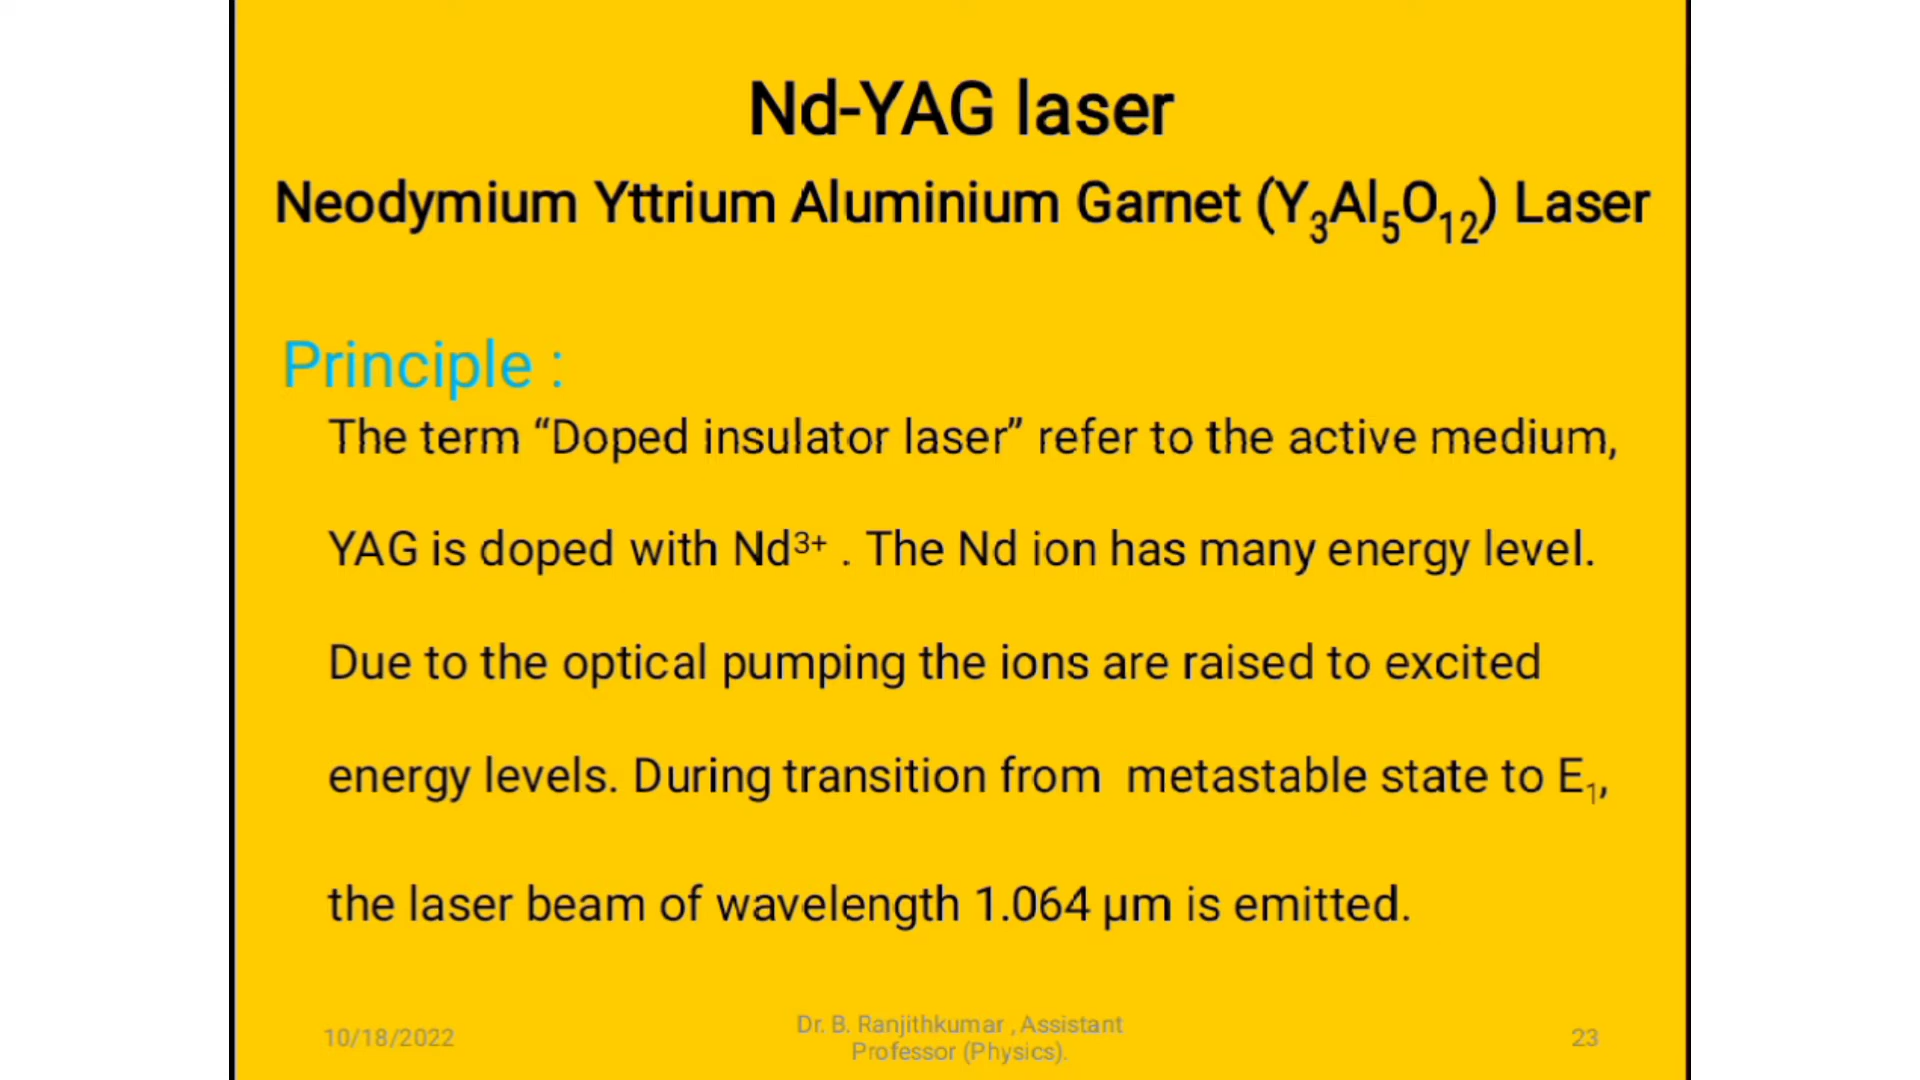 Nd-YAG laser
Neodymium Yttrium Aluminium Garnet (Y₃Al₅O₁₂) Laser
Principle :
The term “Doped insulator laser” refer to the active medium,
YAG is doped with Nd³⁺ . The Nd ion has many energy level.
Due to the optical pumping the ions are raised to excited
energy levels. During transition from metastable state to E₁,
the laser beam of wavelength 1.064 µm is emitted.
10/18/2022
Dr. B. Ranjithkumar , Assistant
Professor (Physics).
23